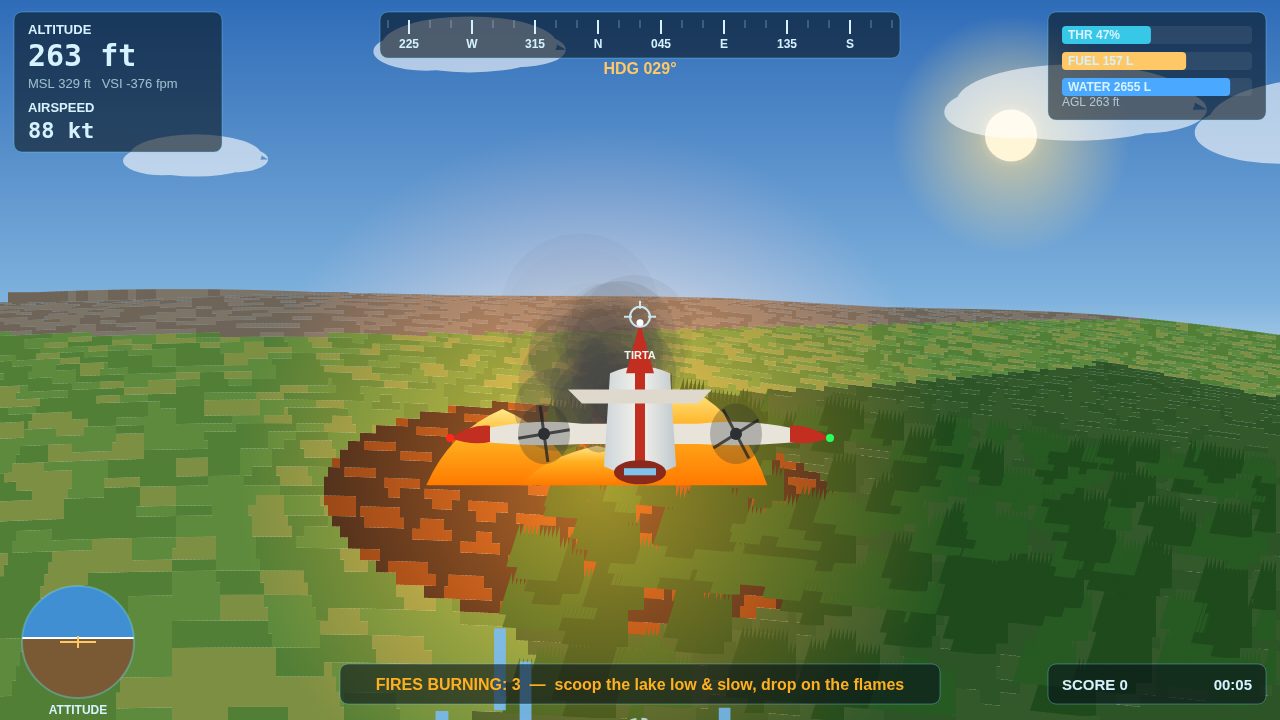 ALTITUDE
263 ft
MSL 329 ft VSI -376 fpm
AIRSPEED
88 kt
225 W 315 N 045 E 135 S
HDG 029°
THR 47%
FUEL 157 L
WATER 2655 L
AGL 263 ft
TIRTA
FIRES BURNING: 3 — scoop the lake low & slow, drop on the flames
SCORE 0 00:05
ATTITUDE